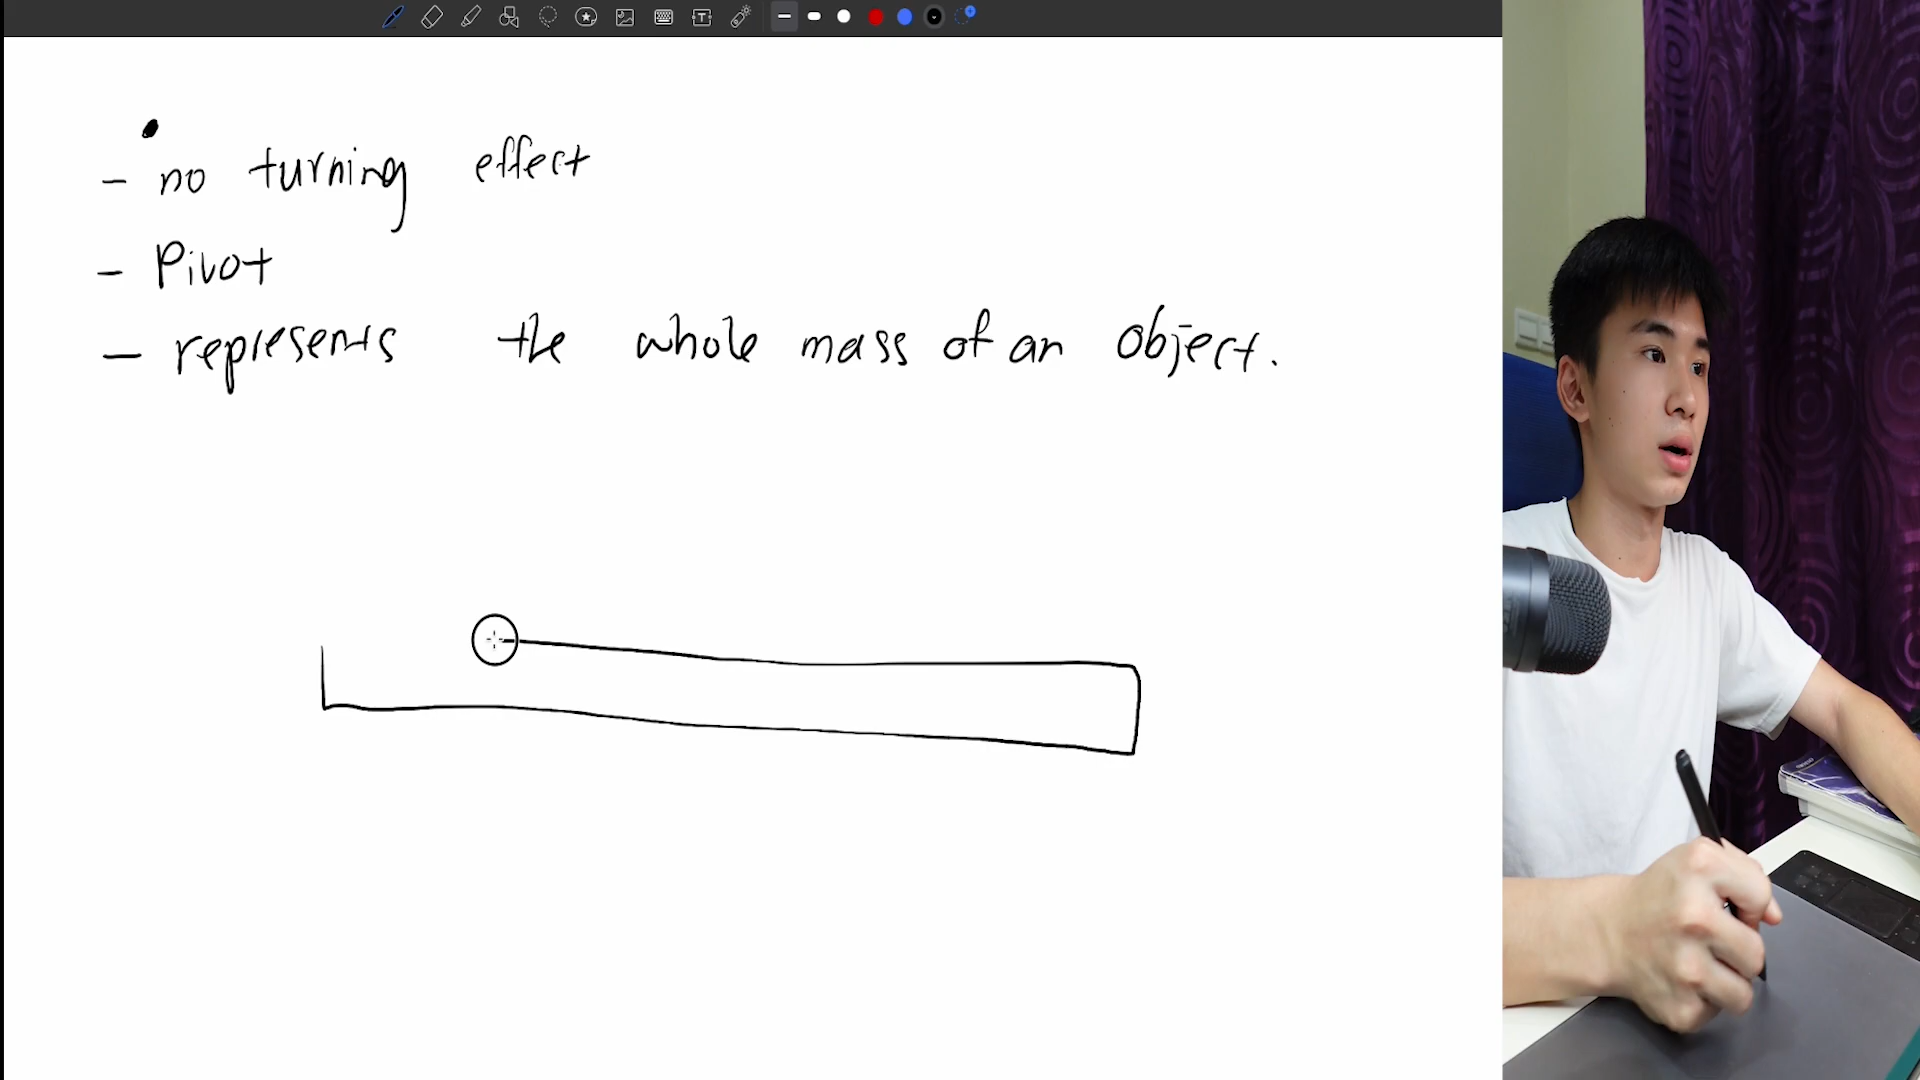 - no turning effect
- Pivot
- represents the whole mass of an object.